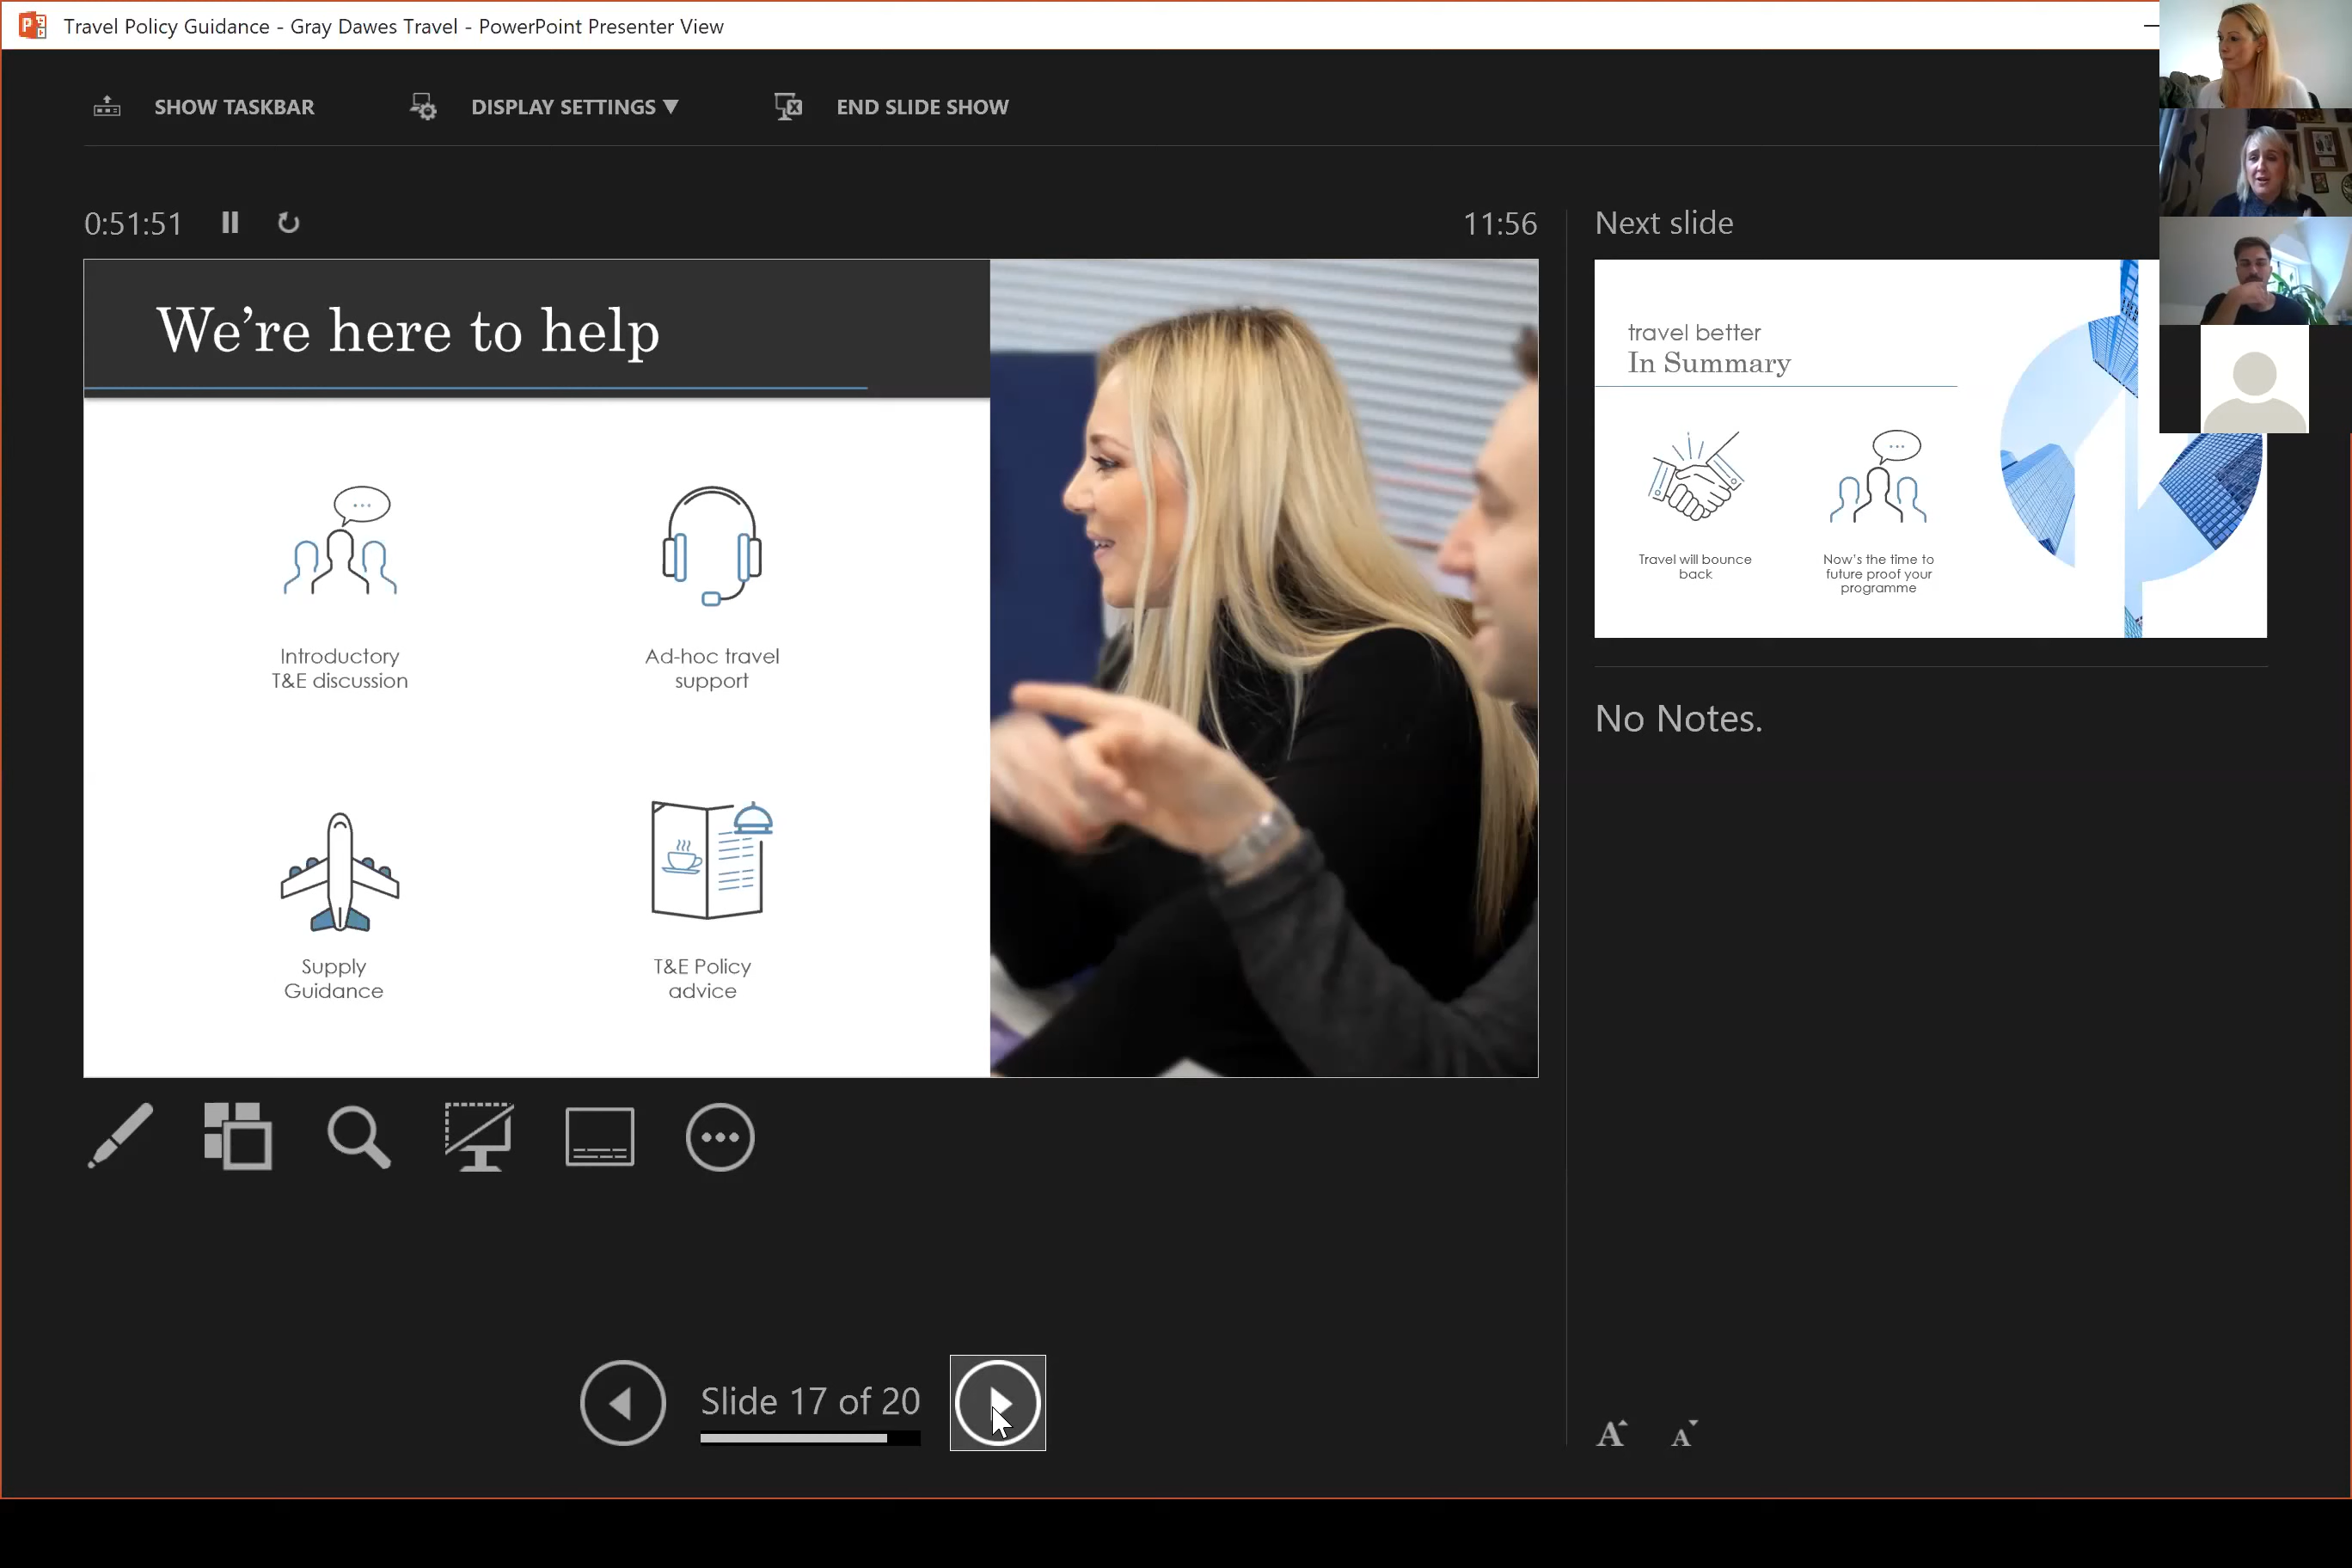 Travel Policy Guidance - Gray Dawes Travel - PowerPoint Presenter View
SHOW TASKBAR
DISPLAY SETTINGS ▼
END SLIDE SHOW
0:51:51
11:56
Next slide
We’re here to help
Introductory
T&E discussion
Ad-hoc travel
support
Supply
Guidance
T&E Policy
advice
travel better
In Summary
Travel will bounce
back
Now’s the time to
future proof your
programme
No Notes.
Slide 17 of 20
A
A